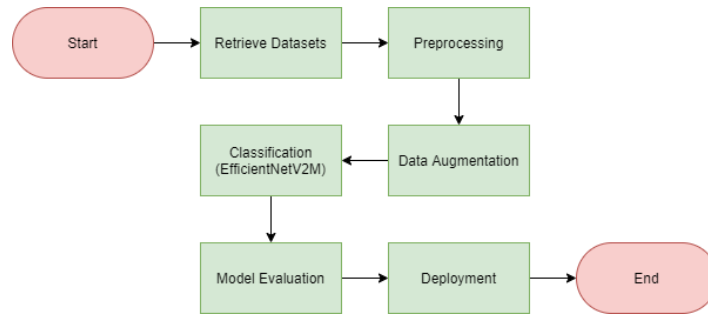 Start
Retrieve Datasets
Preprocessing
Data Augmentation
Classification
(EfficientNetV2M)
Model Evaluation
Deployment
End